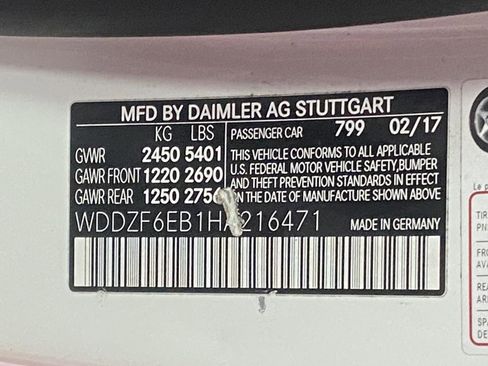 MFD BY DAIMLER AG STUTTGART
KG LBS
PASSENGER CAR 799 02/17
GVWR 2450 5401
GAWR FRONT 1220 2690
GAWR REAR 1250 2756
THIS VEHICLE CONFORMS TO ALL APPLICABLE
U.S. FEDERAL MOTOR VEHICLE SAFETY, BUMPER
AND THEFT PREVENTION STANDARDS IN EFFECT
ON THE DATE OF MANUFACTURE SHOWN ABOVE.
WDDZF6EB1HA216471 MADE IN GERMANY